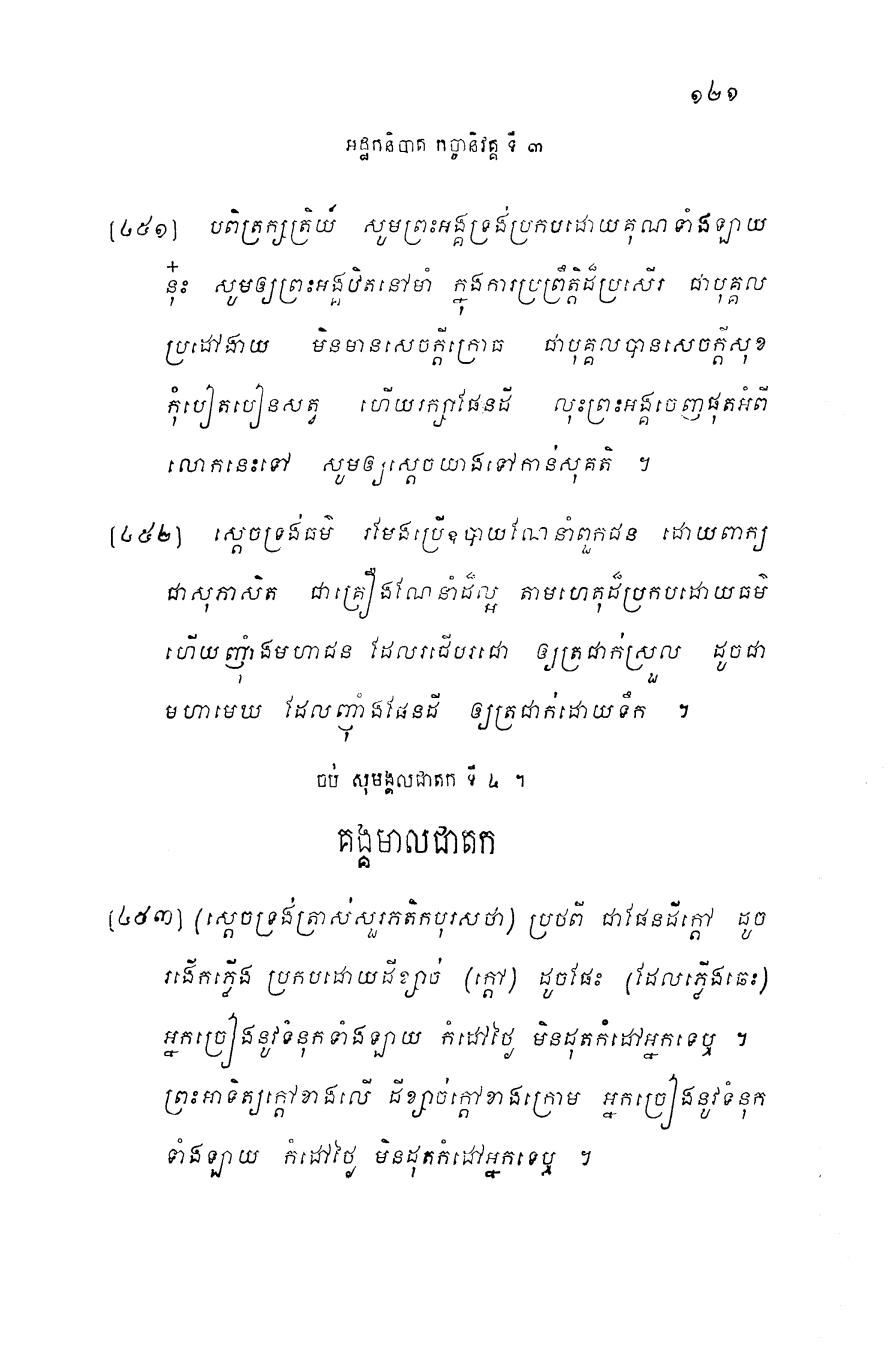 ១២១
អដ្ឋកនិបាត កច្ចានិវគ្គ ទី ៣
[៤៥១] បពិត្រក្សត្រិយ៍ សូមព្រះអង្គទ្រង់ប្រកបដោយគុណទាំងឡាយ
នុ៎ះ សូមឲ្យព្រះអង្គឋិតនៅមាំ ក្នុងការប្រព្រឹត្តិដ៏ប្រសើរ ជាបុគ្គល
ប្រដៅងាយ មិនមានសេចក្តីក្រោធ ជាបុគ្គលបានសេចក្តីសុខ
កុំបៀតបៀនសត្វ ហើយរក្សាផែនដី លុះព្រះអង្គចេញផុតអំពី
លោកនេះទៅ សូមឲ្យស្តេចយាងទៅកាន់សុគតិ ។
[៤៥២] ស្តេចទ្រង់ធម៌ រមែងប្រើឧបាយណែនាំពួកជន ដោយពាក្យ
ជាសុភាសិត ជាគ្រឿងណែនាំដ៏ល្អ តាមហេតុដ៏ប្រកបដោយធម៌
ហើយញុំាងមហាជន ដែលរជើបរជោ ឲ្យត្រជាក់ស្រួល ដូចជា
មហាមេឃ ដែលញុំាងផែនដី ឲ្យត្រជាក់ដោយទឹក ។
ចប់ សុមង្គលជាតក ទី ៤ ។
គង្គមាលជាតក
[៤៥៣] (ស្តេចទ្រង់ត្រាស់សួរភតិកបុរសថា) ប្រថពី ជាផែនដីក្តៅ ដូច
រងើកភ្លើង ប្រកបដោយដីខ្សាច់ (ក្តៅ) ដូចផែះ (ដែលភ្លើងឆេះ)
អ្នកច្រៀងនូវទំនុកទាំងឡាយ កំដៅថ្ងៃ មិនដុតកំដៅអ្នកទេឬ ។
ព្រះអាទិត្យក្តៅខាងលើ ដីខ្សាច់ក្តៅខាងក្រោម អ្នកច្រៀងនូវទំនុក
ទាំងឡាយ កំដៅថ្ងៃ មិនដុតកំដៅអ្នកទេឬ ។